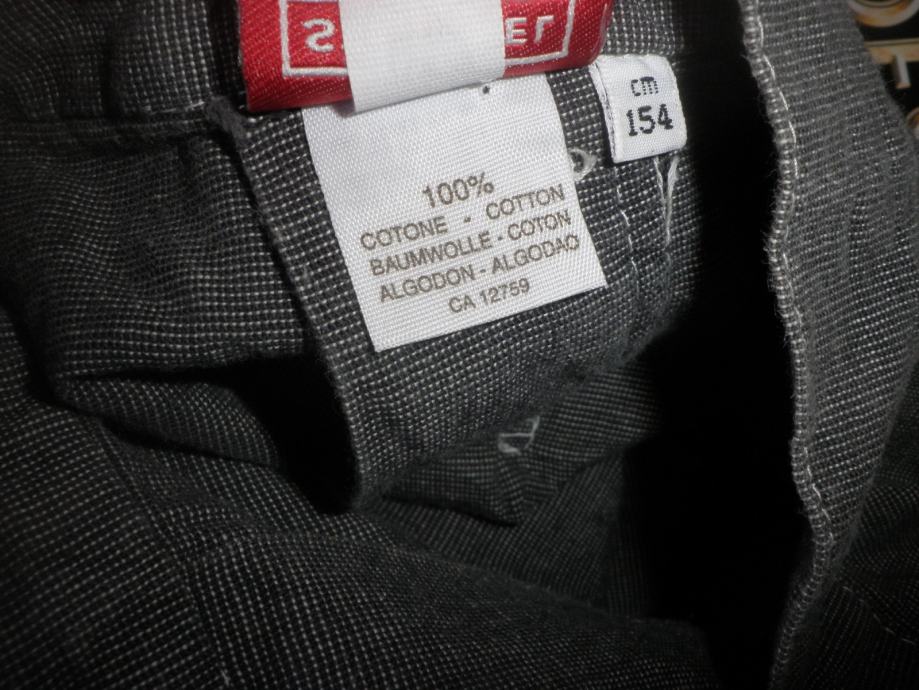 cm
154
100%
COTONE - COTTON
BAUMWOLLE - COTON
ALGODON - ALGODAO
CA 12759